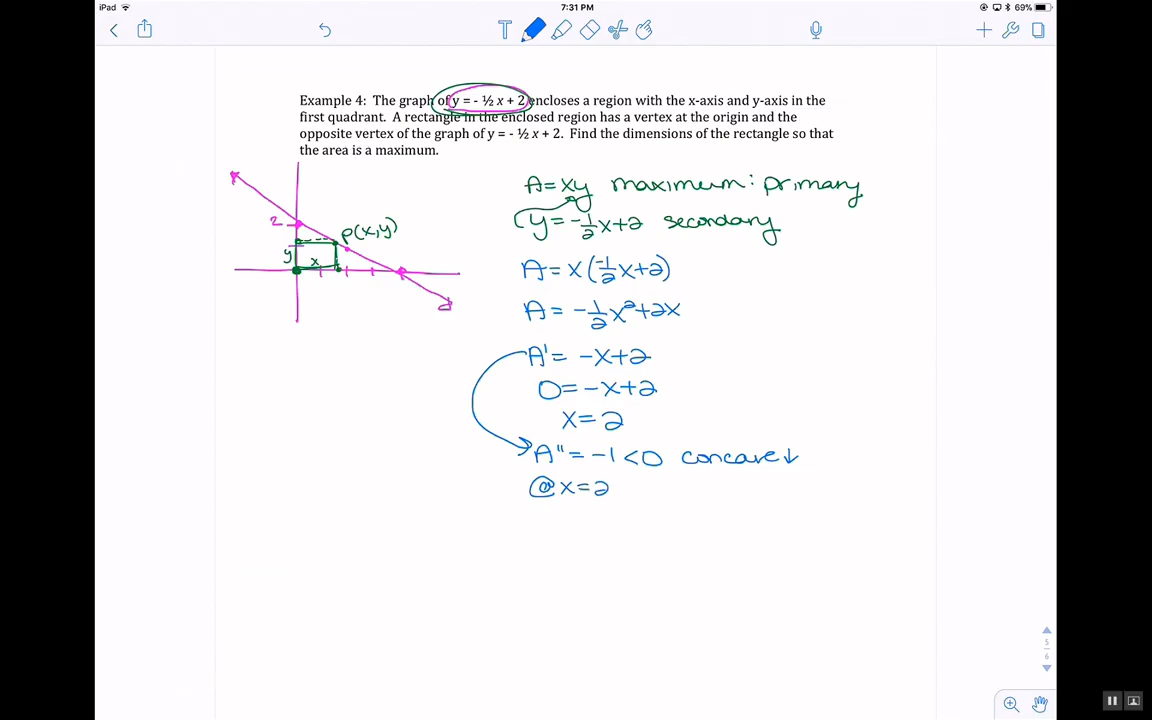 iPad 7:31 PM 69%
T
Example 4: The graph of y = - ½ x + 2 encloses a region with the x-axis and y-axis in the
first quadrant. A rectangle in the enclosed region has a vertex at the origin and the
opposite vertex of the graph of y = - ½ x + 2. Find the dimensions of the rectangle so that
the area is a maximum.
2
P(x,y)
y
x
A=xy maximum: primary
y=-1/2x+2 secondary
A=x(-1/2x+2)
A=-1/2x²+2x
A'=-x+2
0=-x+2
x=2
A"=-1<0 concave↓
@x=2
5
6